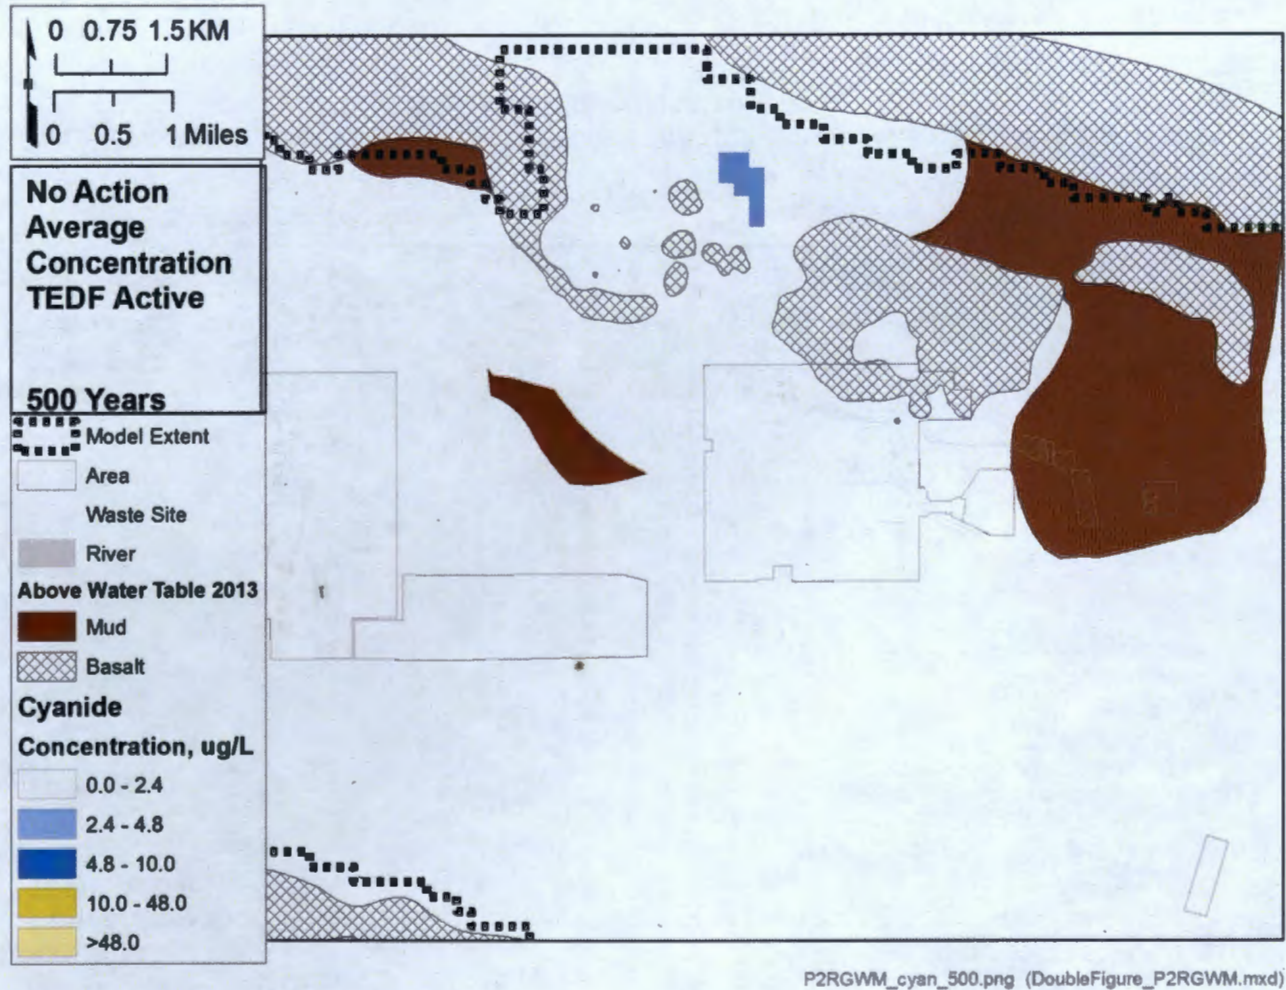 0 0.75 1.5 KM
0 0.5 1 Miles
No Action
Average
Concentration
TEDF Active
500 Years
Model Extent
Area
Waste Site
River
Above Water Table 2013
Mud
Basalt
Cyanide
Concentration, ug/L
0.0 - 2.4
2.4 - 4.8
4.8 - 10.0
10.0 - 48.0
>48.0
P2RGWM_cyan_500.png (DoubleFigure_P2RGWM.mxd)